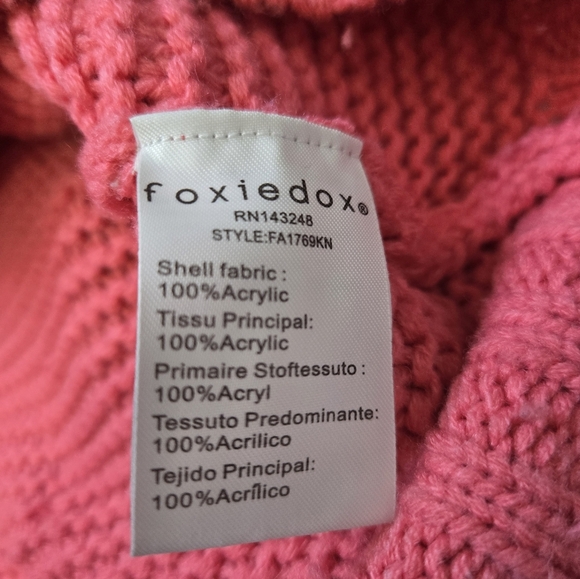 foxiedox®
RN143248
STYLE:FA1769KN
Shell fabric :
100%Acrylic
Tissu Principal:
100%Acrylic
Primaire Stoftessuto :
100%Acryl
Tessuto Predominante:
100%Acrilico
Tejido Principal:
100%Acrílico